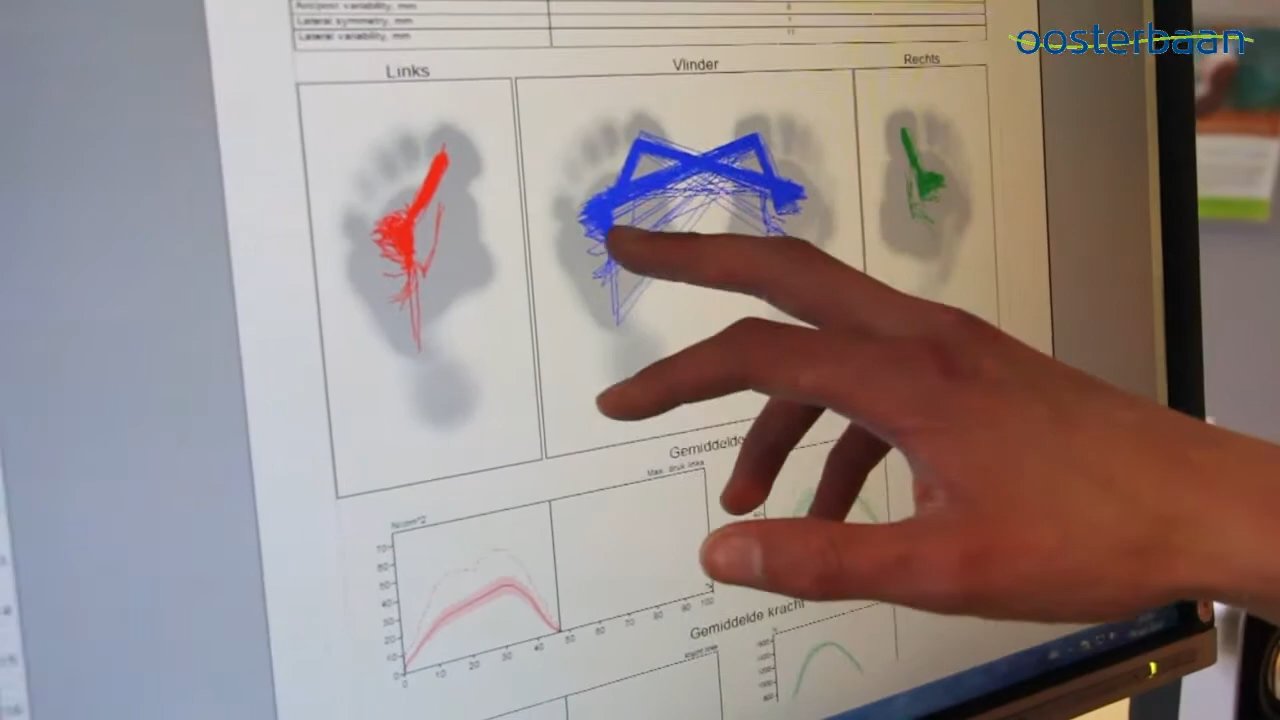 Antpost variability, mm
Lateral symmetry, mm
Lateral variability, mm
11
oosterbaan
Links
Vlinder
Rechts
Gemiddelde
Max. druk links
N/cm^2
70
60
50
40
30
20
10
0
0 10 20 30 40 50 60 70 80 90 100
Gemiddelde kracht